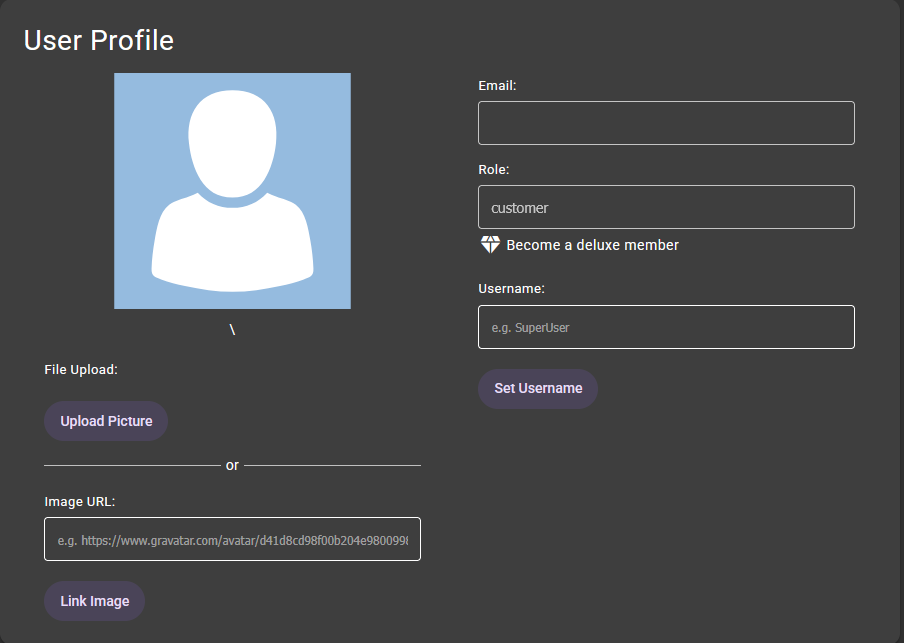 User Profile
\
File Upload:
Upload Picture
or
Image URL:
e.g. https://www.gravatar.com/avatar/d41d8cd98f00b204e980099
Link Image
Email:
Role:
customer
Become a deluxe member
Username:
e.g. SuperUser
Set Username